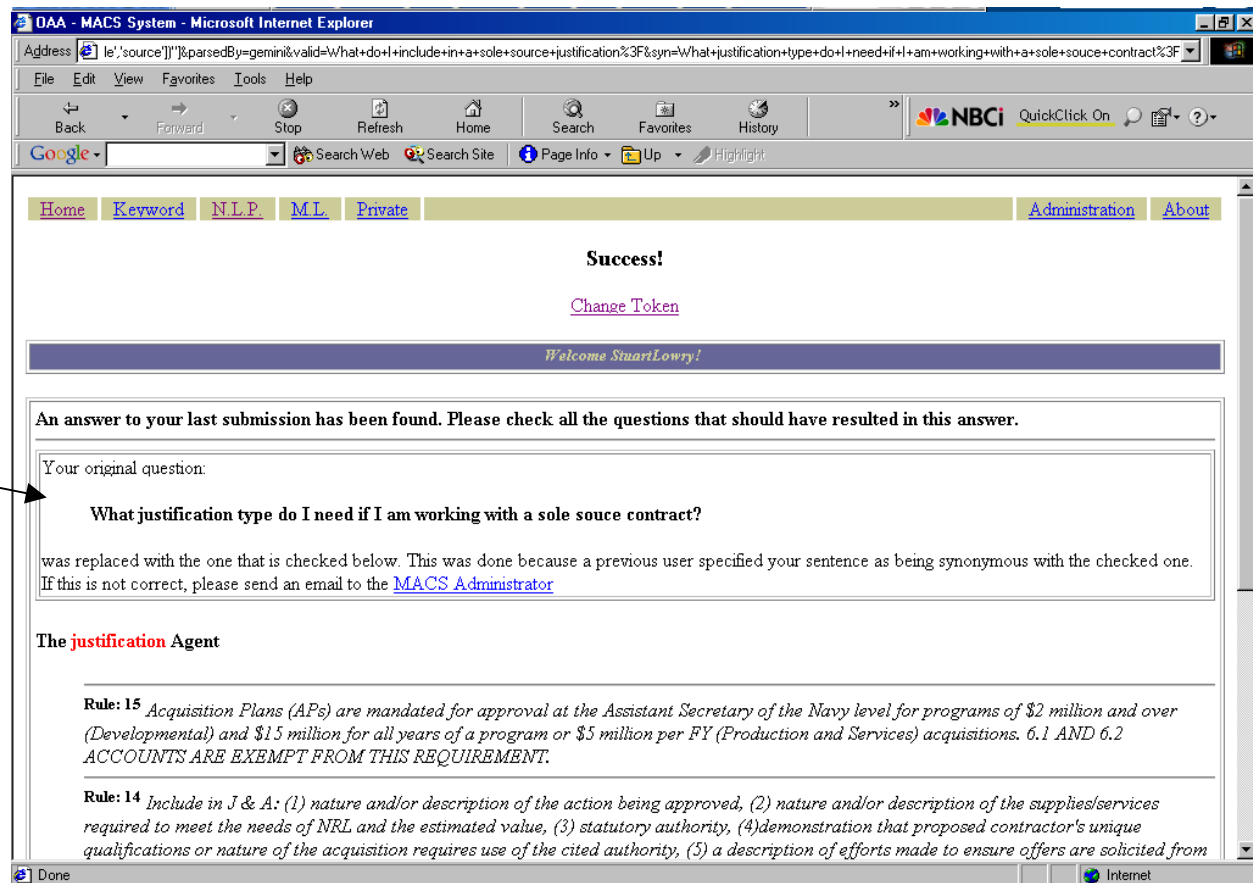 OAA - MACS System - Microsoft Internet Explorer
Address le','source']]'"]&parsedBy=gemini&valid=What+do+I+include+in+a+sole+source+justification%3F&syn=What+justification+type+do+I+need+if+I+am+working+with+a+sole+souce+contract%3F
File Edit View Favorites Tools Help
Back Forward Stop Refresh Home Search Favorites History » NBCi QuickClick On
Google Search Web Search Site Page Info Up Highlight
Home Keyword N.L.P. M.L. Private Administration About
Success!
Change Token
Welcome StuartLowry!
An answer to your last submission has been found. Please check all the questions that should have resulted in this answer.
Your original question:
What justification type do I need if I am working with a sole souce contract?
was replaced with the one that is checked below. This was done because a previous user specified your sentence as being synonymous with the checked one.
If this is not correct, please send an email to the MACS Administrator
The justification Agent
Rule: 15 Acquisition Plans (APs) are mandated for approval at the Assistant Secretary of the Navy level for programs of $2 million and over
(Developmental) and $15 million for all years of a program or $5 million per FY (Production and Services) acquisitions. 6.1 AND 6.2
ACCOUNTS ARE EXEMPT FROM THIS REQUIREMENT.
Rule: 14 Include in J & A: (1) nature and/or description of the action being approved, (2) nature and/or description of the supplies/services
required to meet the needs of NRL and the estimated value, (3) statutory authority, (4)demonstration that proposed contractor's unique
qualifications or nature of the acquisition requires use of the cited authority, (5) a description of efforts made to ensure offers are solicited from
Done Internet